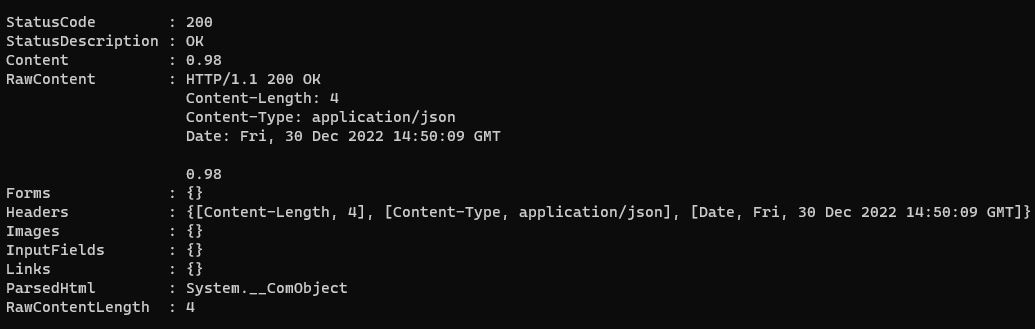 StatusCode        : 200
StatusDescription : OK
Content           : 0.98
RawContent        : HTTP/1.1 200 OK
                    Content-Length: 4
                    Content-Type: application/json
                    Date: Fri, 30 Dec 2022 14:50:09 GMT

                    0.98
Forms             : {}
Headers           : {[Content-Length, 4], [Content-Type, application/json], [Date, Fri, 30 Dec 2022 14:50:09 GMT]}
Images            : {}
InputFields       : {}
Links             : {}
ParsedHtml        : System.__ComObject
RawContentLength  : 4